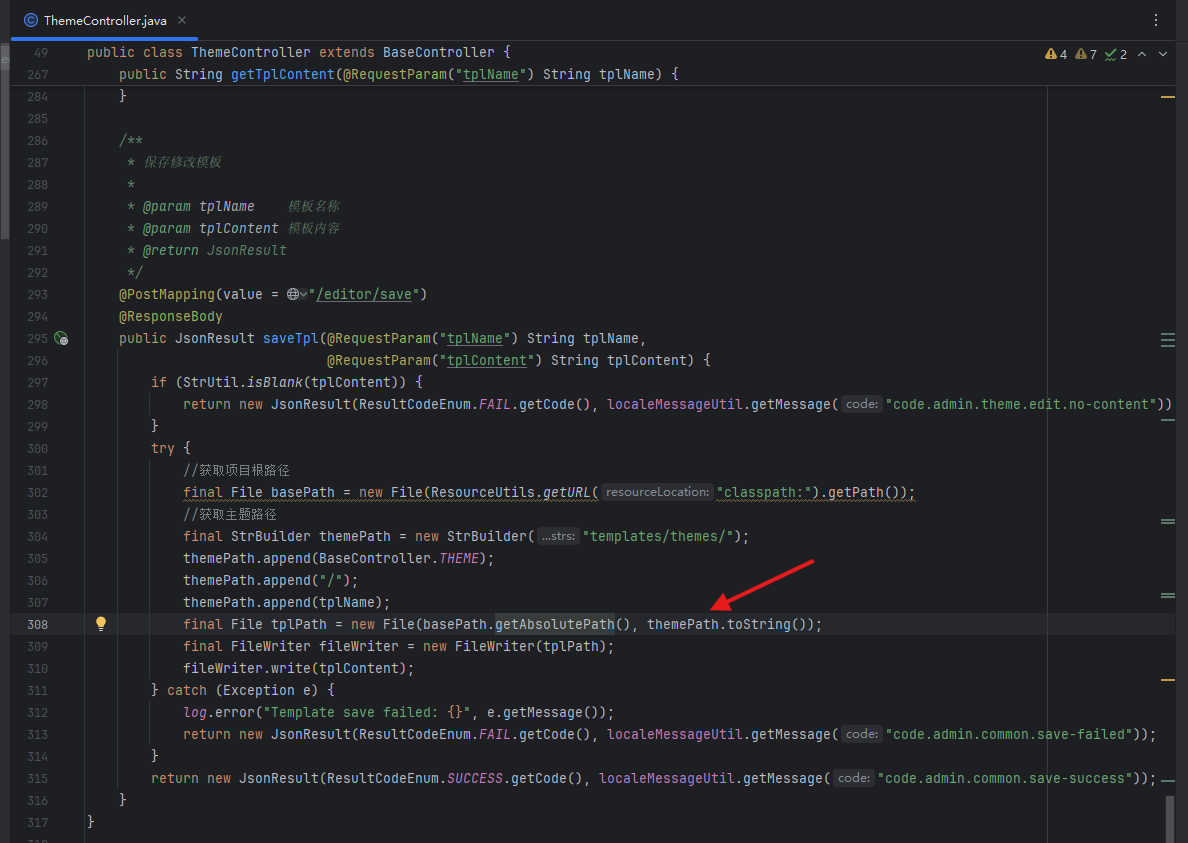 ThemeController.java
49 public class ThemeController extends BaseController {
4 7 2
267 public String getTplContent(@RequestParam("tplName") String tplName) {
284 }
285
286 /**
287 * 保存修改模板
288 *
289 * @param tplName 模板名称
290 * @param tplContent 模板内容
291 * @return JsonResult
292 */
293 @PostMapping(value = "/editor/save")
294 @ResponseBody
295 public JsonResult saveTpl(@RequestParam("tplName") String tplName,
296 @RequestParam("tplContent") String tplContent) {
297 if (StrUtil.isBlank(tplContent)) {
298 return new JsonResult(ResultCodeEnum.FAIL.getCode(), localeMessageUtil.getMessage( code: "code.admin.theme.edit.no-content"))
299 }
300 try {
301 //获取项目根路径
302 final File basePath = new File(ResourceUtils.getURL( resourceLocation: "classpath:").getPath());
303 //获取主题路径
304 final StrBuilder themePath = new StrBuilder( ...strs: "templates/themes/");
305 themePath.append(BaseController.THEME);
306 themePath.append("/");
307 themePath.append(tplName);
308 final File tplPath = new File(basePath.getAbsolutePath(), themePath.toString());
309 final FileWriter fileWriter = new FileWriter(tplPath);
310 fileWriter.write(tplContent);
311 } catch (Exception e) {
312 log.error("Template save failed: {}", e.getMessage());
313 return new JsonResult(ResultCodeEnum.FAIL.getCode(), localeMessageUtil.getMessage( code: "code.admin.common.save-failed"));
314 }
315 return new JsonResult(ResultCodeEnum.SUCCESS.getCode(), localeMessageUtil.getMessage( code: "code.admin.common.save-success"));
316 }
317 }